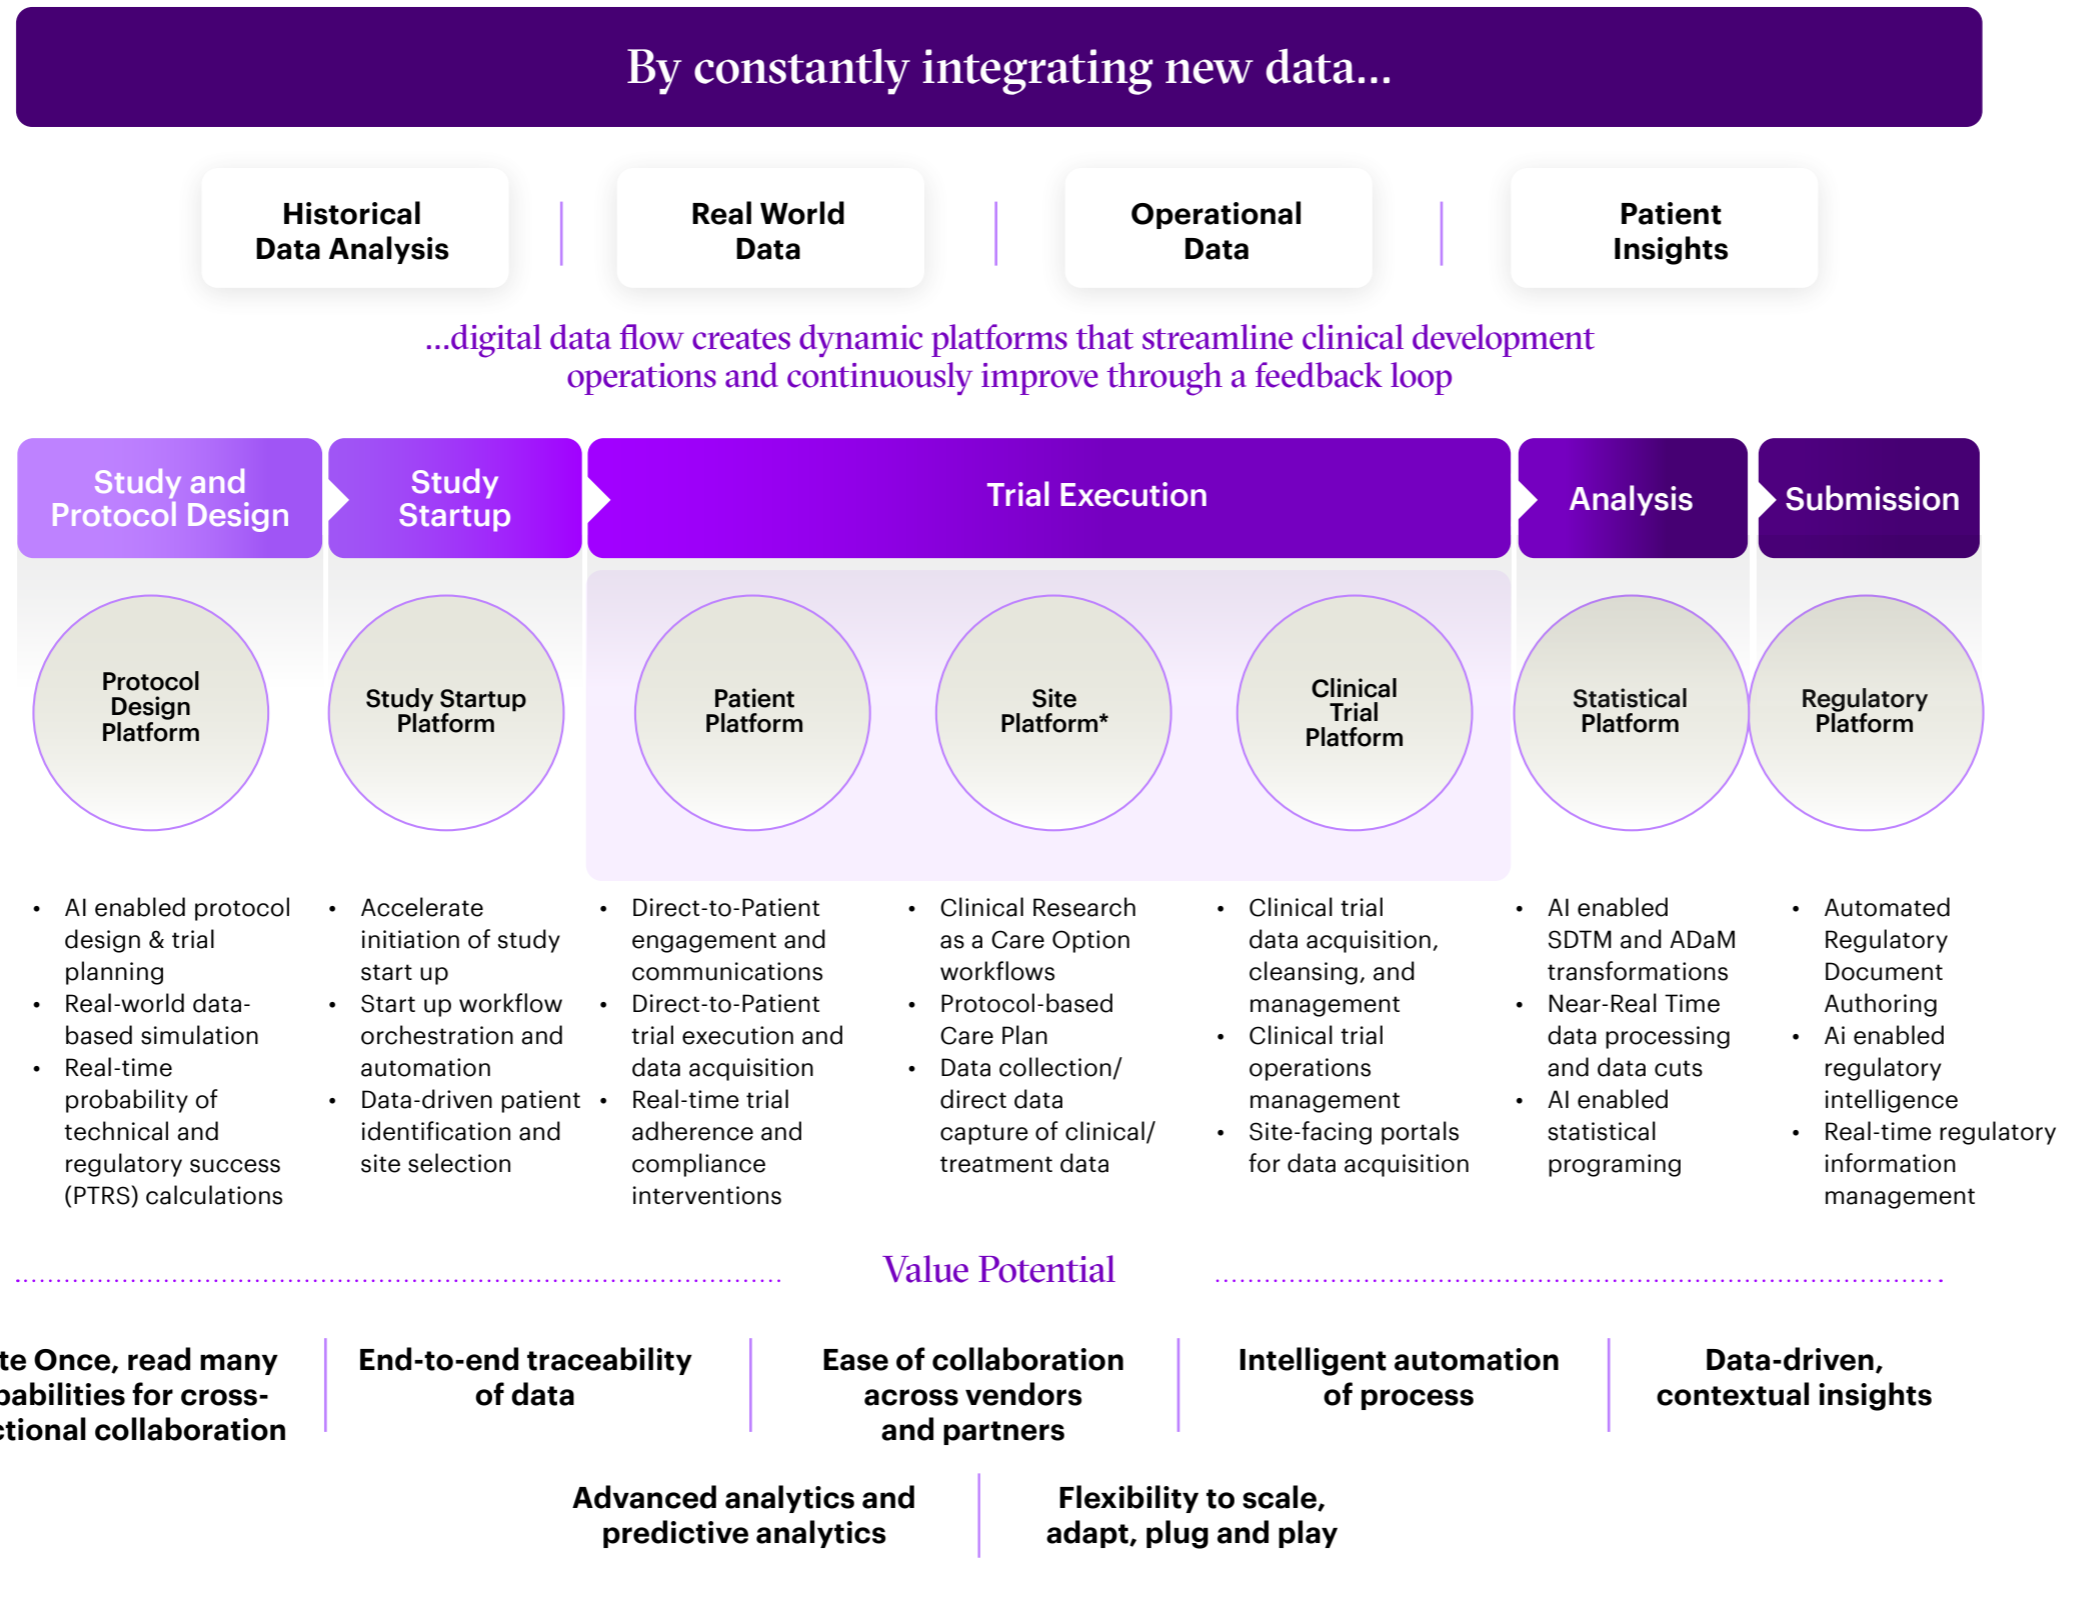 By constantly integrating new data...
Historical
Data Analysis
Real World
Data
Operational
Data
Patient
Insights
...digital data flow creates dynamic platforms that streamline clinical development
operations and continuously improve through a feedback loop
Study and
Protocol Design
Study
Startup
Trial Execution
Analysis
Submission
Protocol
Design
Platform
Study Startup
Platform
Patient
Platform
Site
Platform*
Clinical
Trial
Platform
Statistical
Platform
Regulatory
Platform
• AI enabled protocol
design & trial
planning
• Real-world data-
based simulation
• Real-time
probability of
technical and
regulatory success
(PTRS) calculations
• Accelerate
initiation of study
start up
• Start up workflow
orchestration and
automation
• Data-driven patient
identification and
site selection
• Direct-to-Patient
engagement and
communications
• Direct-to-Patient
trial execution and
data acquisition
• Real-time trial
adherence and
compliance
interventions
• Clinical Research
as a Care Option
workflows
• Protocol-based
Care Plan
• Data collection/
direct data
capture of clinical/
treatment data
• Clinical trial
data acquisition,
cleansing, and
management
• Clinical trial
operations
management
• Site-facing portals
for data acquisition
• AI enabled
SDTM and ADaM
transformations
• Near-Real Time
data processing
and data cuts
• AI enabled
statistical
programing
• Automated
Regulatory
Document
Authoring
• Ai enabled
regulatory
intelligence
• Real-time regulatory
information
management
Value Potential
Once, read many
for cross-
collaboration
End-to-end traceability
of data
Ease of collaboration
across vendors
and partners
Intelligent automation
of process
Data-driven,
contextual insights
Advanced analytics and
predictive analytics
Flexibility to scale,
adapt, plug and play